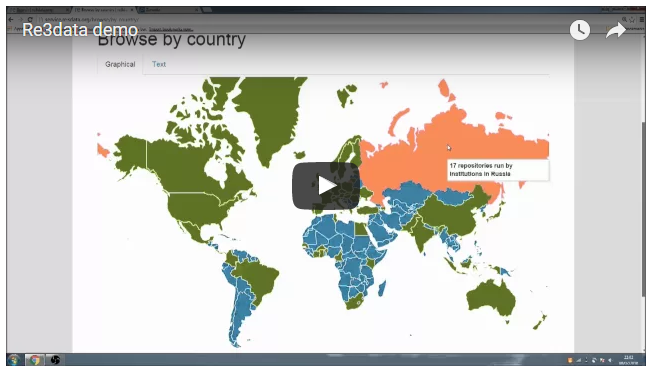 Re3data demo
Browse by country
Graphical Text
17 repositories run by
institutions in Russia